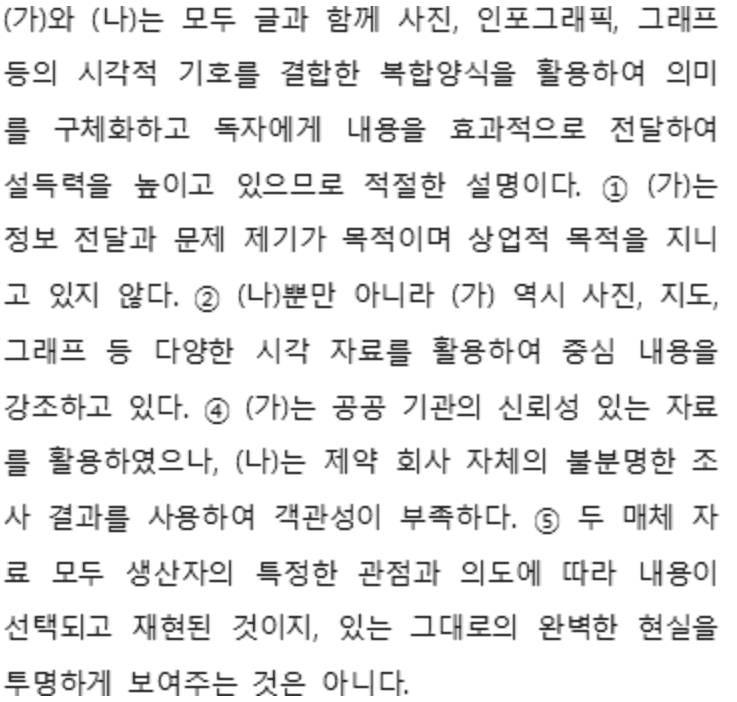 (가)와 (나)는 모두 글과 함께 사진, 인포그래픽, 그래프
등의 시각적 기호를 결합한 복합양식을 활용하여 의미
를 구체화하고 독자에게 내용을 효과적으로 전달하여
설득력을 높이고 있으므로 적절한 설명이다. ① (가)는
정보 전달과 문제 제기가 목적이며 상업적 목적을 지니
고 있지 않다. ② (나)뿐만 아니라 (가) 역시 사진, 지도,
그래프 등 다양한 시각 자료를 활용하여 중심 내용을
강조하고 있다. ④ (가)는 공공 기관의 신뢰성 있는 자료
를 활용하였으나, (나)는 제약 회사 자체의 불분명한 조
사 결과를 사용하여 객관성이 부족하다. ⑤ 두 매체 자
료 모두 생산자의 특정한 관점과 의도에 따라 내용이
선택되고 재현된 것이지, 있는 그대로의 완벽한 현실을
투명하게 보여주는 것은 아니다.